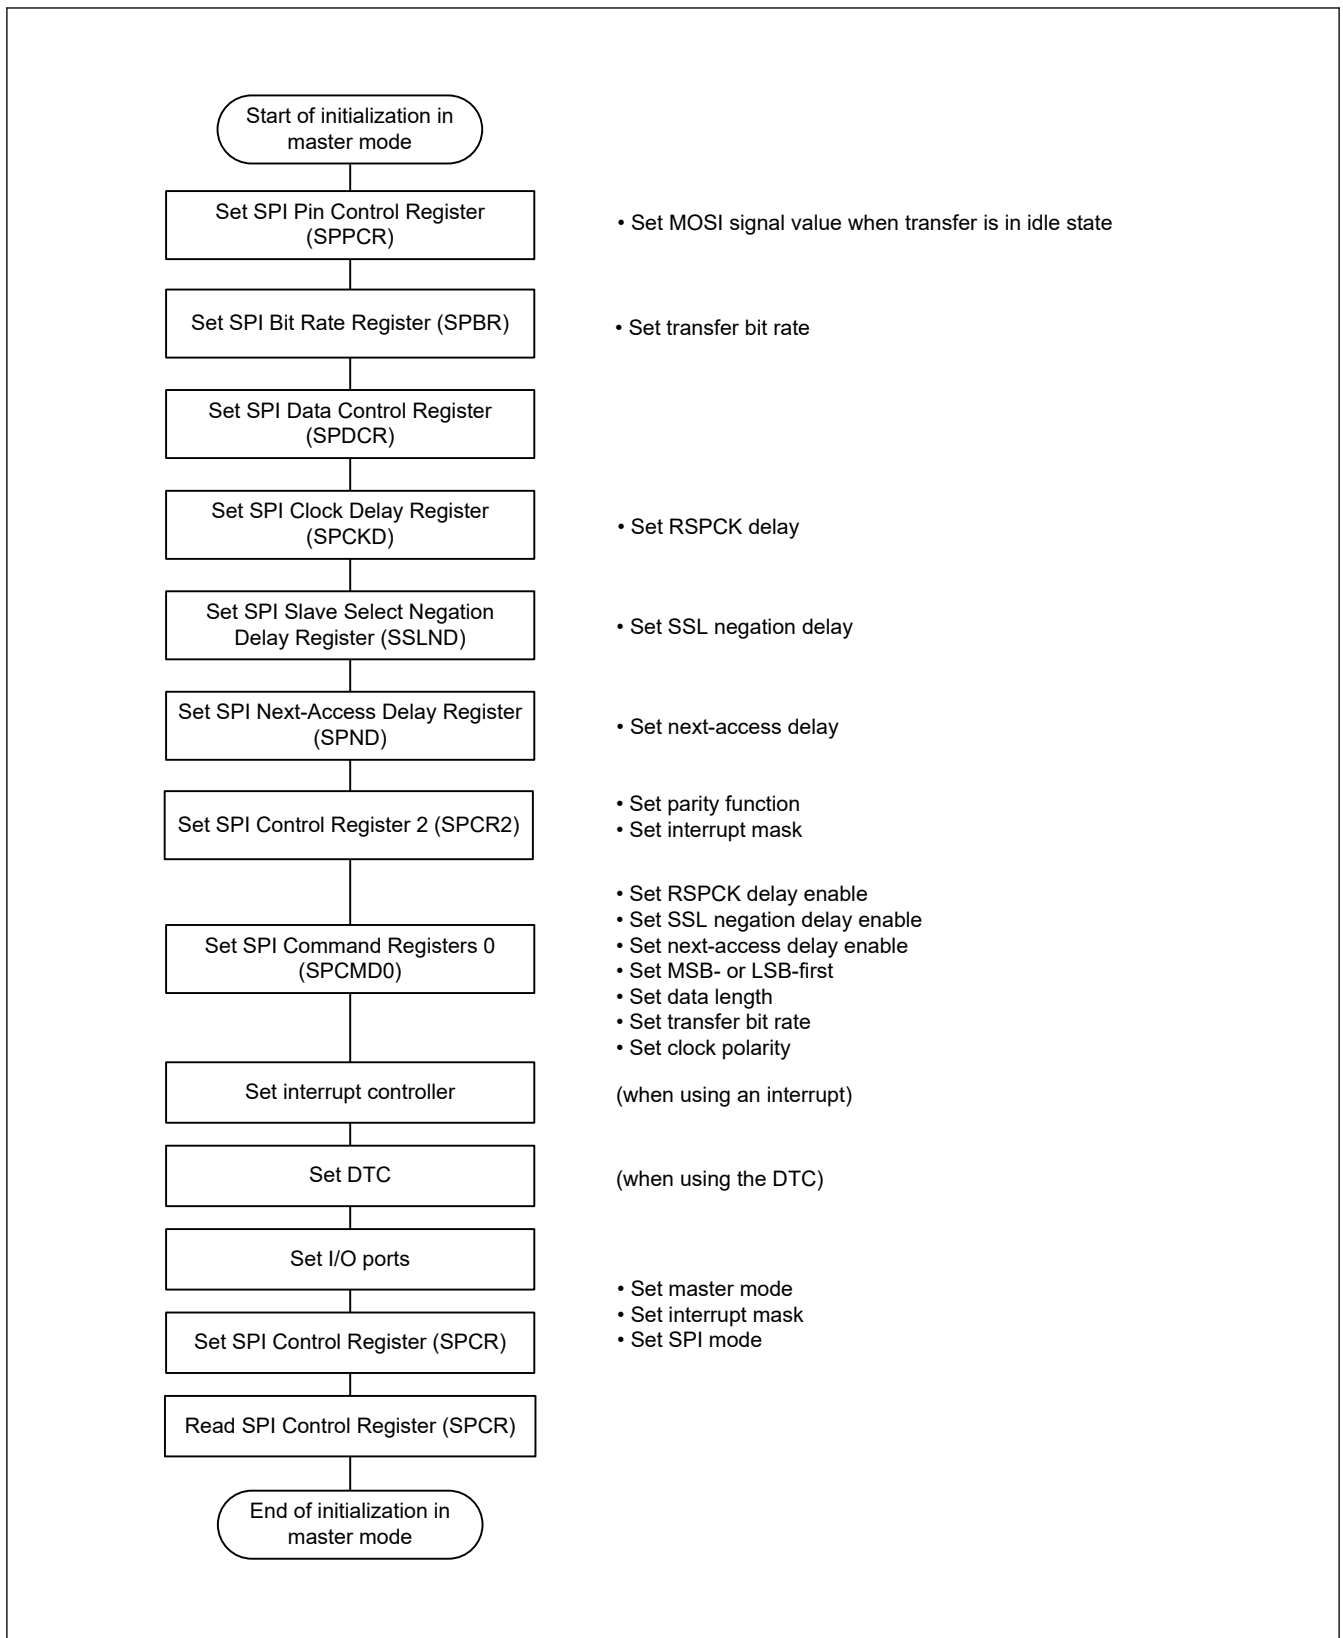 Start of initialization in
master mode
Set SPI Pin Control Register
(SPPCR)
• Set MOSI signal value when transfer is in idle state
Set SPI Bit Rate Register (SPBR)
• Set transfer bit rate
Set SPI Data Control Register
(SPDCR)
Set SPI Clock Delay Register
(SPCKD)
• Set RSPCK delay
Set SPI Slave Select Negation
Delay Register (SSLND)
• Set SSL negation delay
Set SPI Next-Access Delay Register
(SPND)
• Set next-access delay
Set SPI Control Register 2 (SPCR2)
• Set parity function
• Set interrupt mask
Set SPI Command Registers 0
(SPCMD0)
• Set RSPCK delay enable
• Set SSL negation delay enable
• Set next-access delay enable
• Set MSB- or LSB-first
• Set data length
• Set transfer bit rate
• Set clock polarity
Set interrupt controller
(when using an interrupt)
Set DTC
(when using the DTC)
Set I/O ports
Set SPI Control Register (SPCR)
• Set master mode
• Set interrupt mask
• Set SPI mode
Read SPI Control Register (SPCR)
End of initialization in
master mode